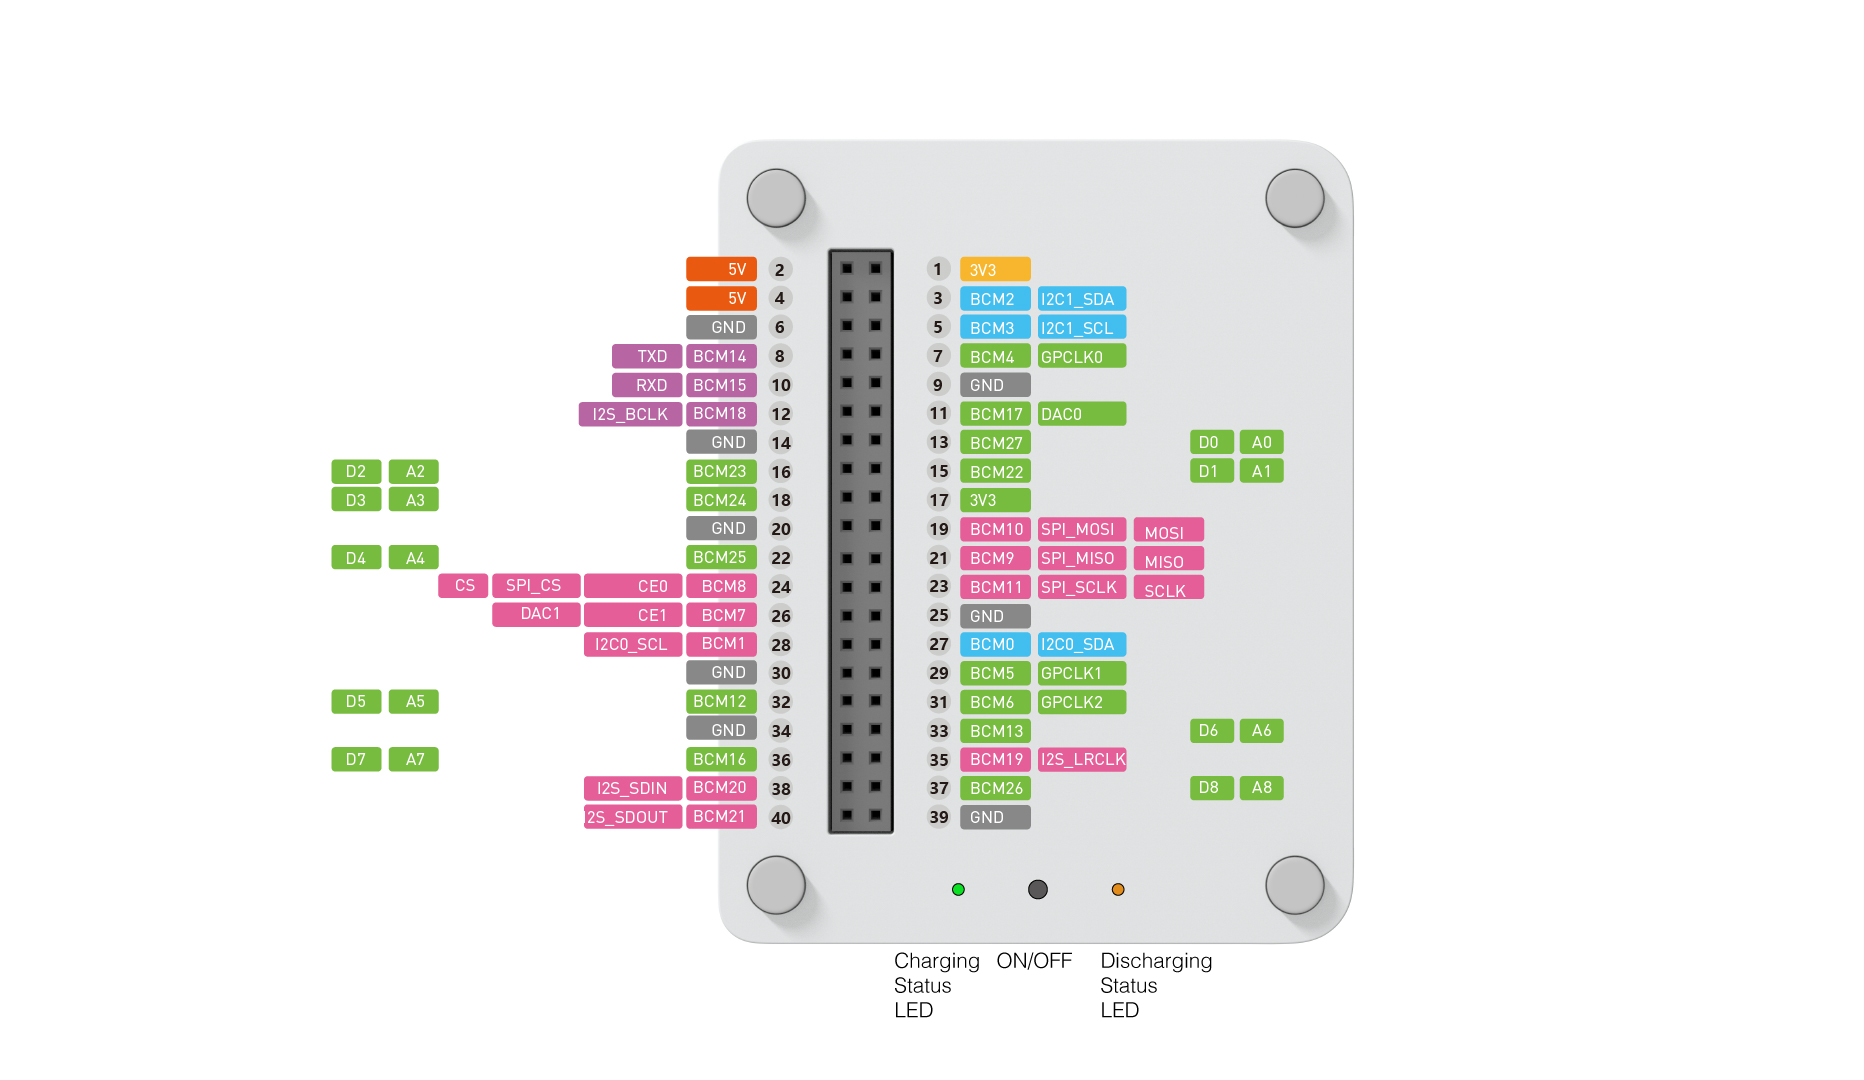 5V 2 1 3V3
5V 4 3 BCM2 I2C1_SDA
GND 6 5 BCM3 I2C1_SCL
TXD BCM14 8 7 BCM4 GPCLK0
RXD BCM15 10 9 GND
I2S_BCLK BCM18 12 11 BCM17 DAC0
GND 14 13 BCM27 D0 A0
D2 A2 BCM23 16 15 BCM22 D1 A1
D3 A3 BCM24 18 17 3V3
GND 20 19 BCM10 SPI_MOSI MOSI
D4 A4 BCM25 22 21 BCM9 SPI_MISO MISO
CS SPI_CS CE0 BCM8 24 23 BCM11 SPI_SCLK SCLK
DAC1 CE1 BCM7 26 25 GND
I2C0_SCL BCM1 28 27 BCM0 I2C0_SDA
GND 30 29 BCM5 GPCLK1
D5 A5 BCM12 32 31 BCM6 GPCLK2
GND 34 33 BCM13 D6 A6
D7 A7 BCM16 36 35 BCM19 I2S_LRCLK
I2S_SDIN BCM20 38 37 BCM26 D8 A8
I2S_SDOUT BCM21 40 39 GND
Charging ON/OFF Discharging
Status Status
LED LED